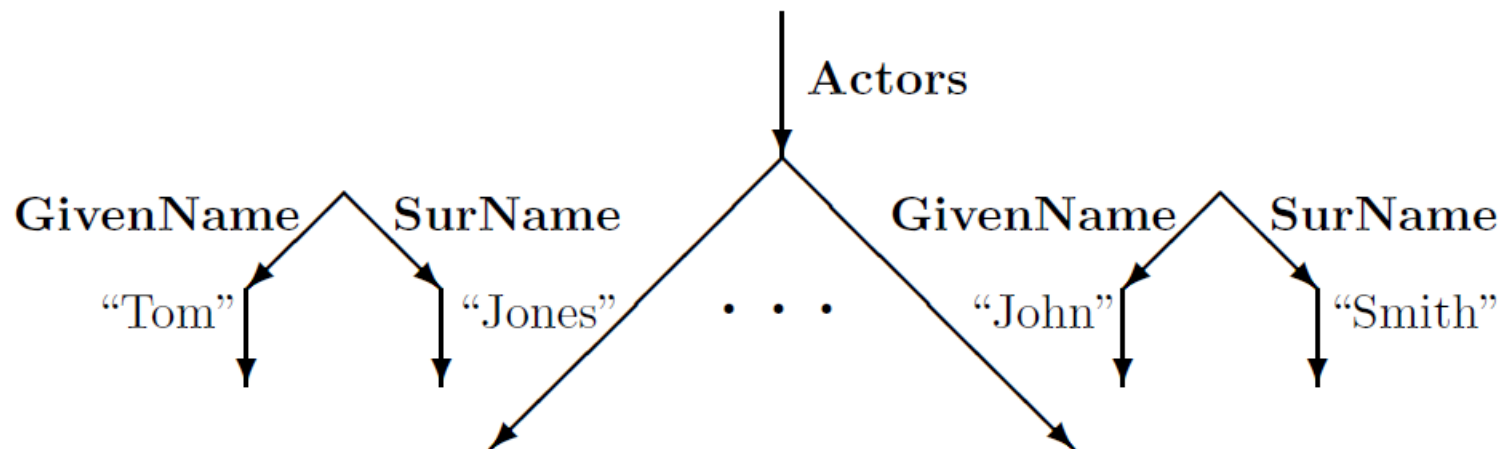 Actors
GivenName SurName GivenName SurName
“Tom” “Jones” . . . “John” “Smith”